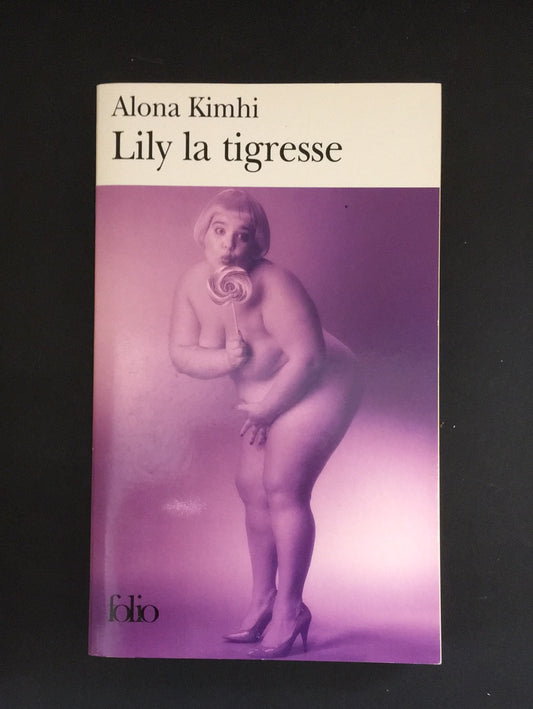 Alona Kimhi
Lily la tigresse
folio